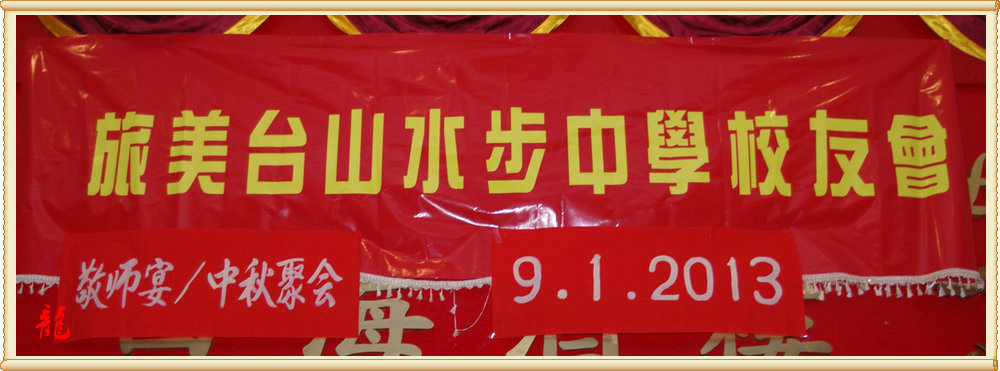 旅美台山水步中學校友會
敬师宴/中秋聚会
9.1.2013
龍